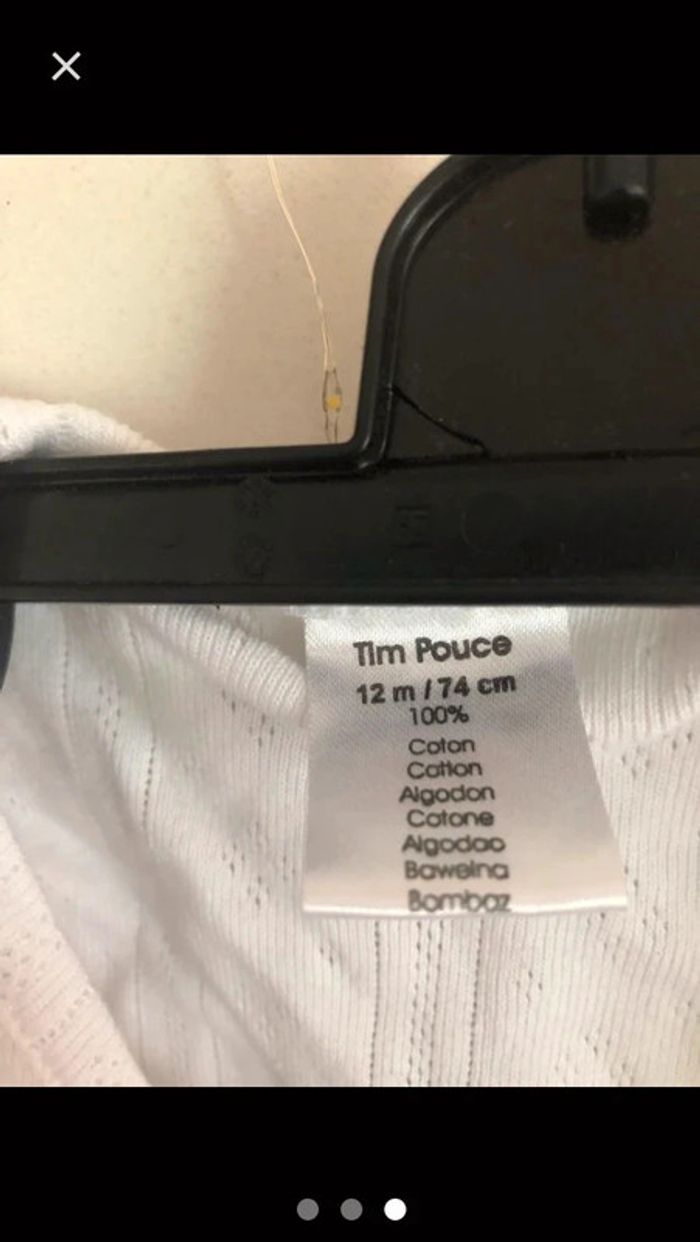 Tim Pouce
12 m / 74 cm
100%
Coton
Cotton
Algodon
Cotone
Algodao
Bawelna
Bombaz